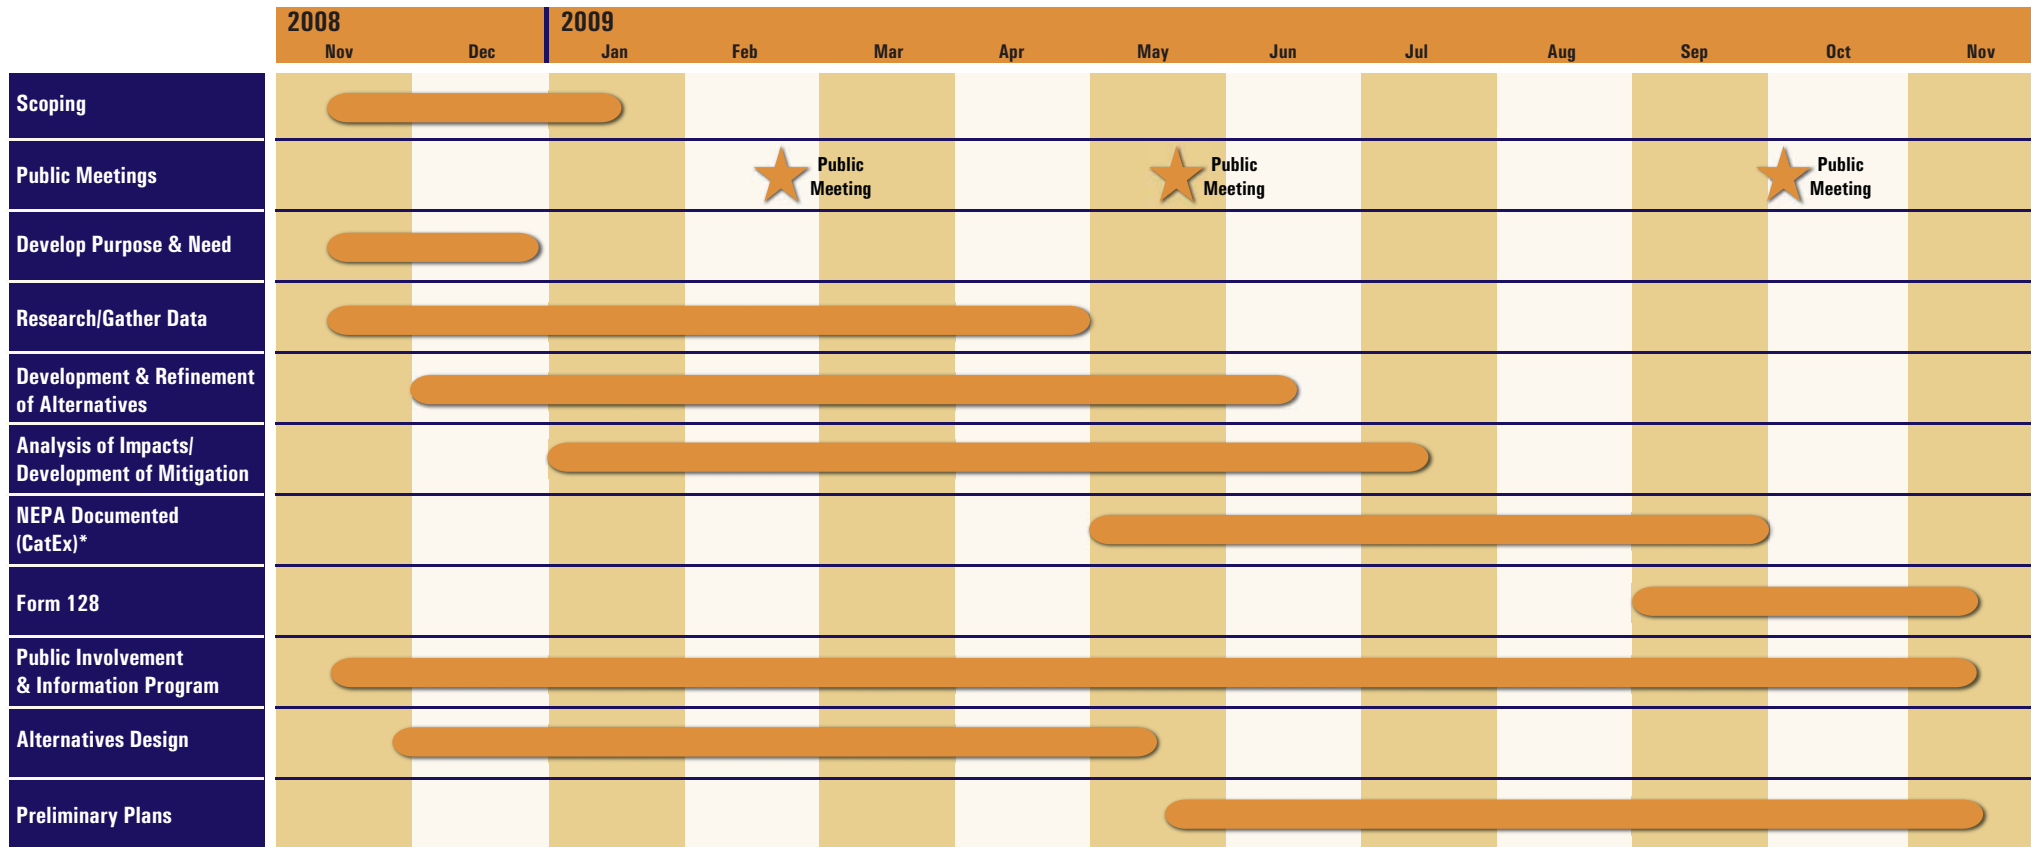 2008 2009
Nov Dec Jan Feb Mar Apr May Jun Jul Aug Sep Oct Nov
Scoping
Public Meetings
Public
Meeting
Public
Meeting
Public
Meeting
Develop Purpose & Need
Research/Gather Data
Development & Refinement
of Alternatives
Analysis of Impacts/
Development of Mitigation
NEPA Documented
(CatEx)*
Form 128
Public Involvement
& Information Program
Alternatives Design
Preliminary Plans